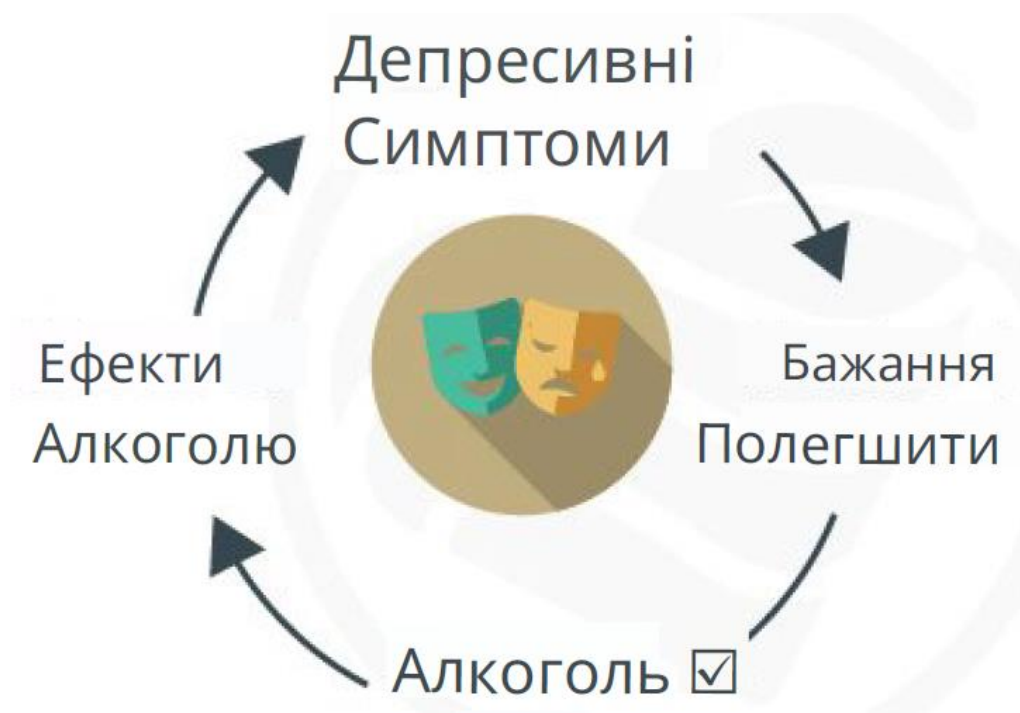 Депресивні
Симптоми
Бажання
Полегшити
Алкоголь ☑
Ефекти
Алкоголю